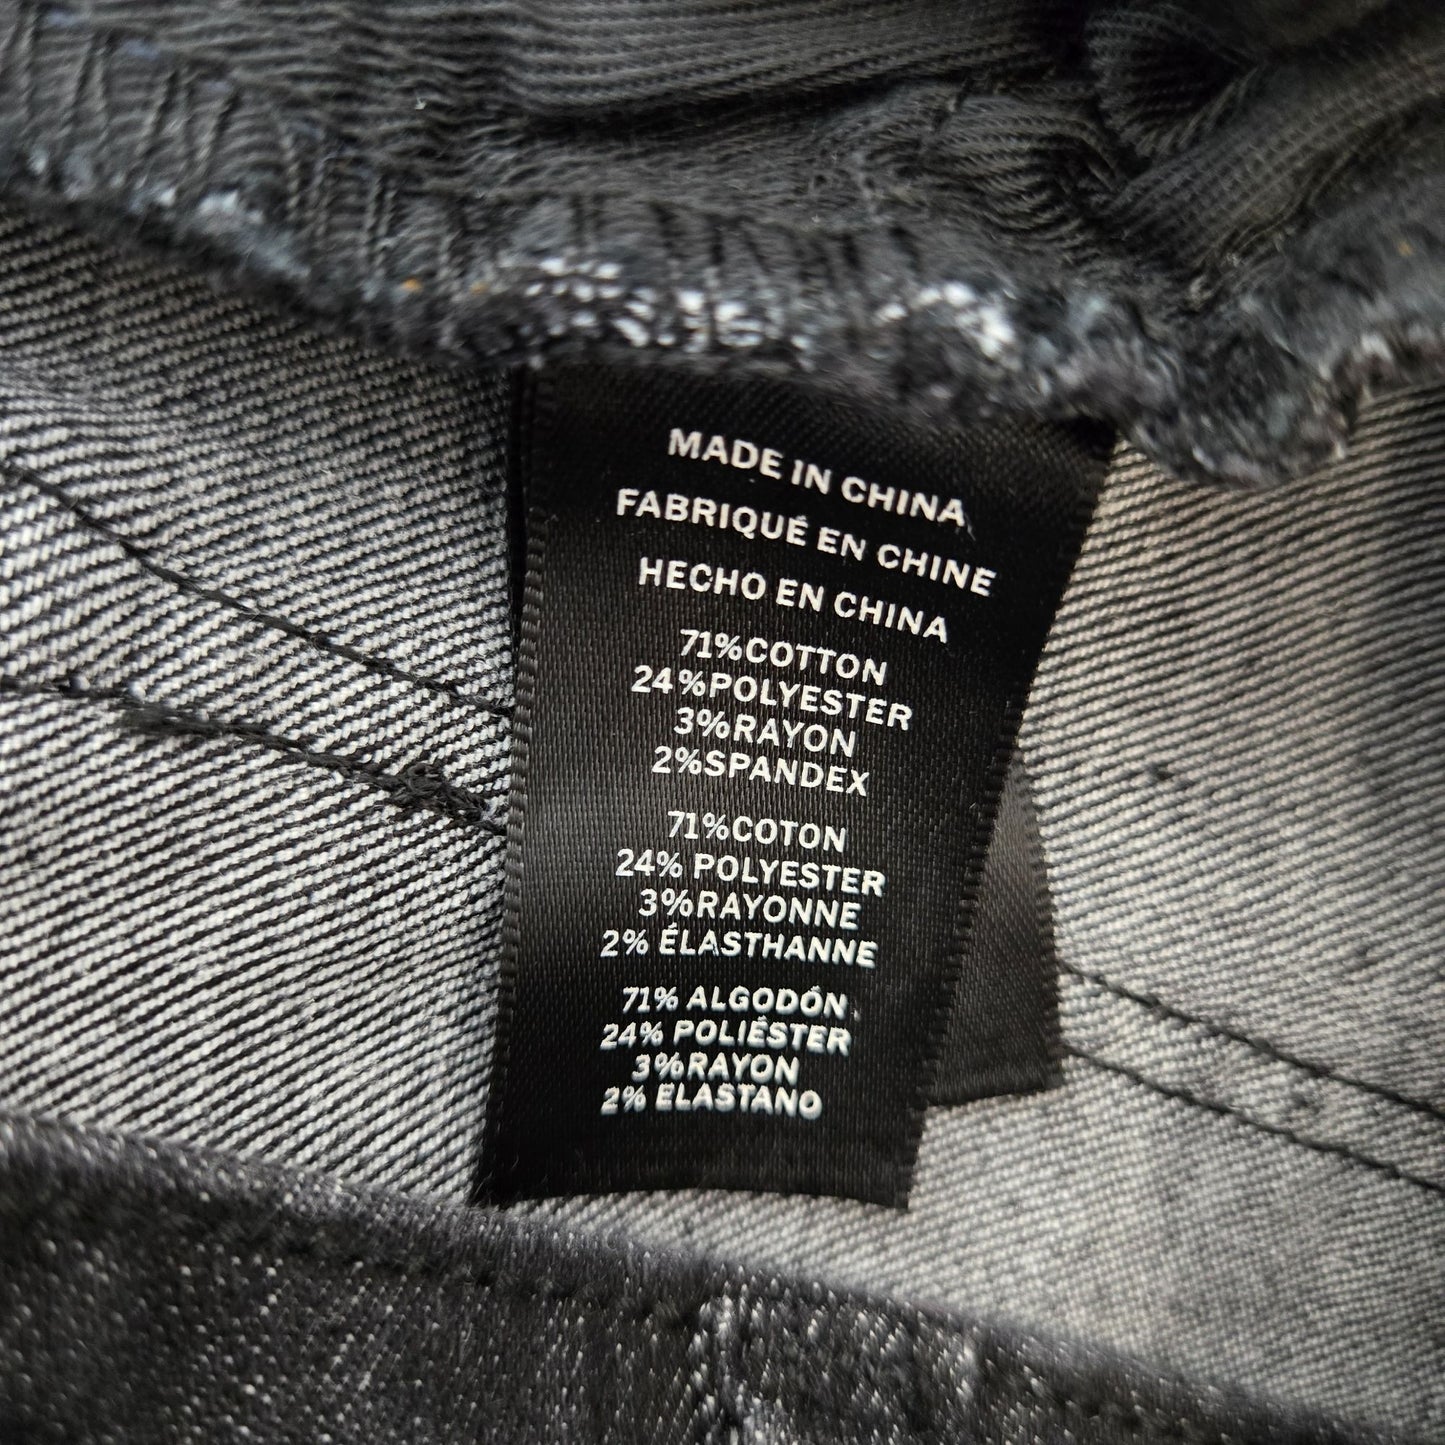 MADE IN CHINA
FABRIQUÉ EN CHINE
HECHO EN CHINA
71%COTTON
24%POLYESTER
3%RAYON
2%SPANDEX
71%COTON
24% POLYESTER
3%RAYONNE
2% ÉLASTHANNE
71% ALGODÓN
24% POLIÉSTER
3%RAYON
2% ELASTANO